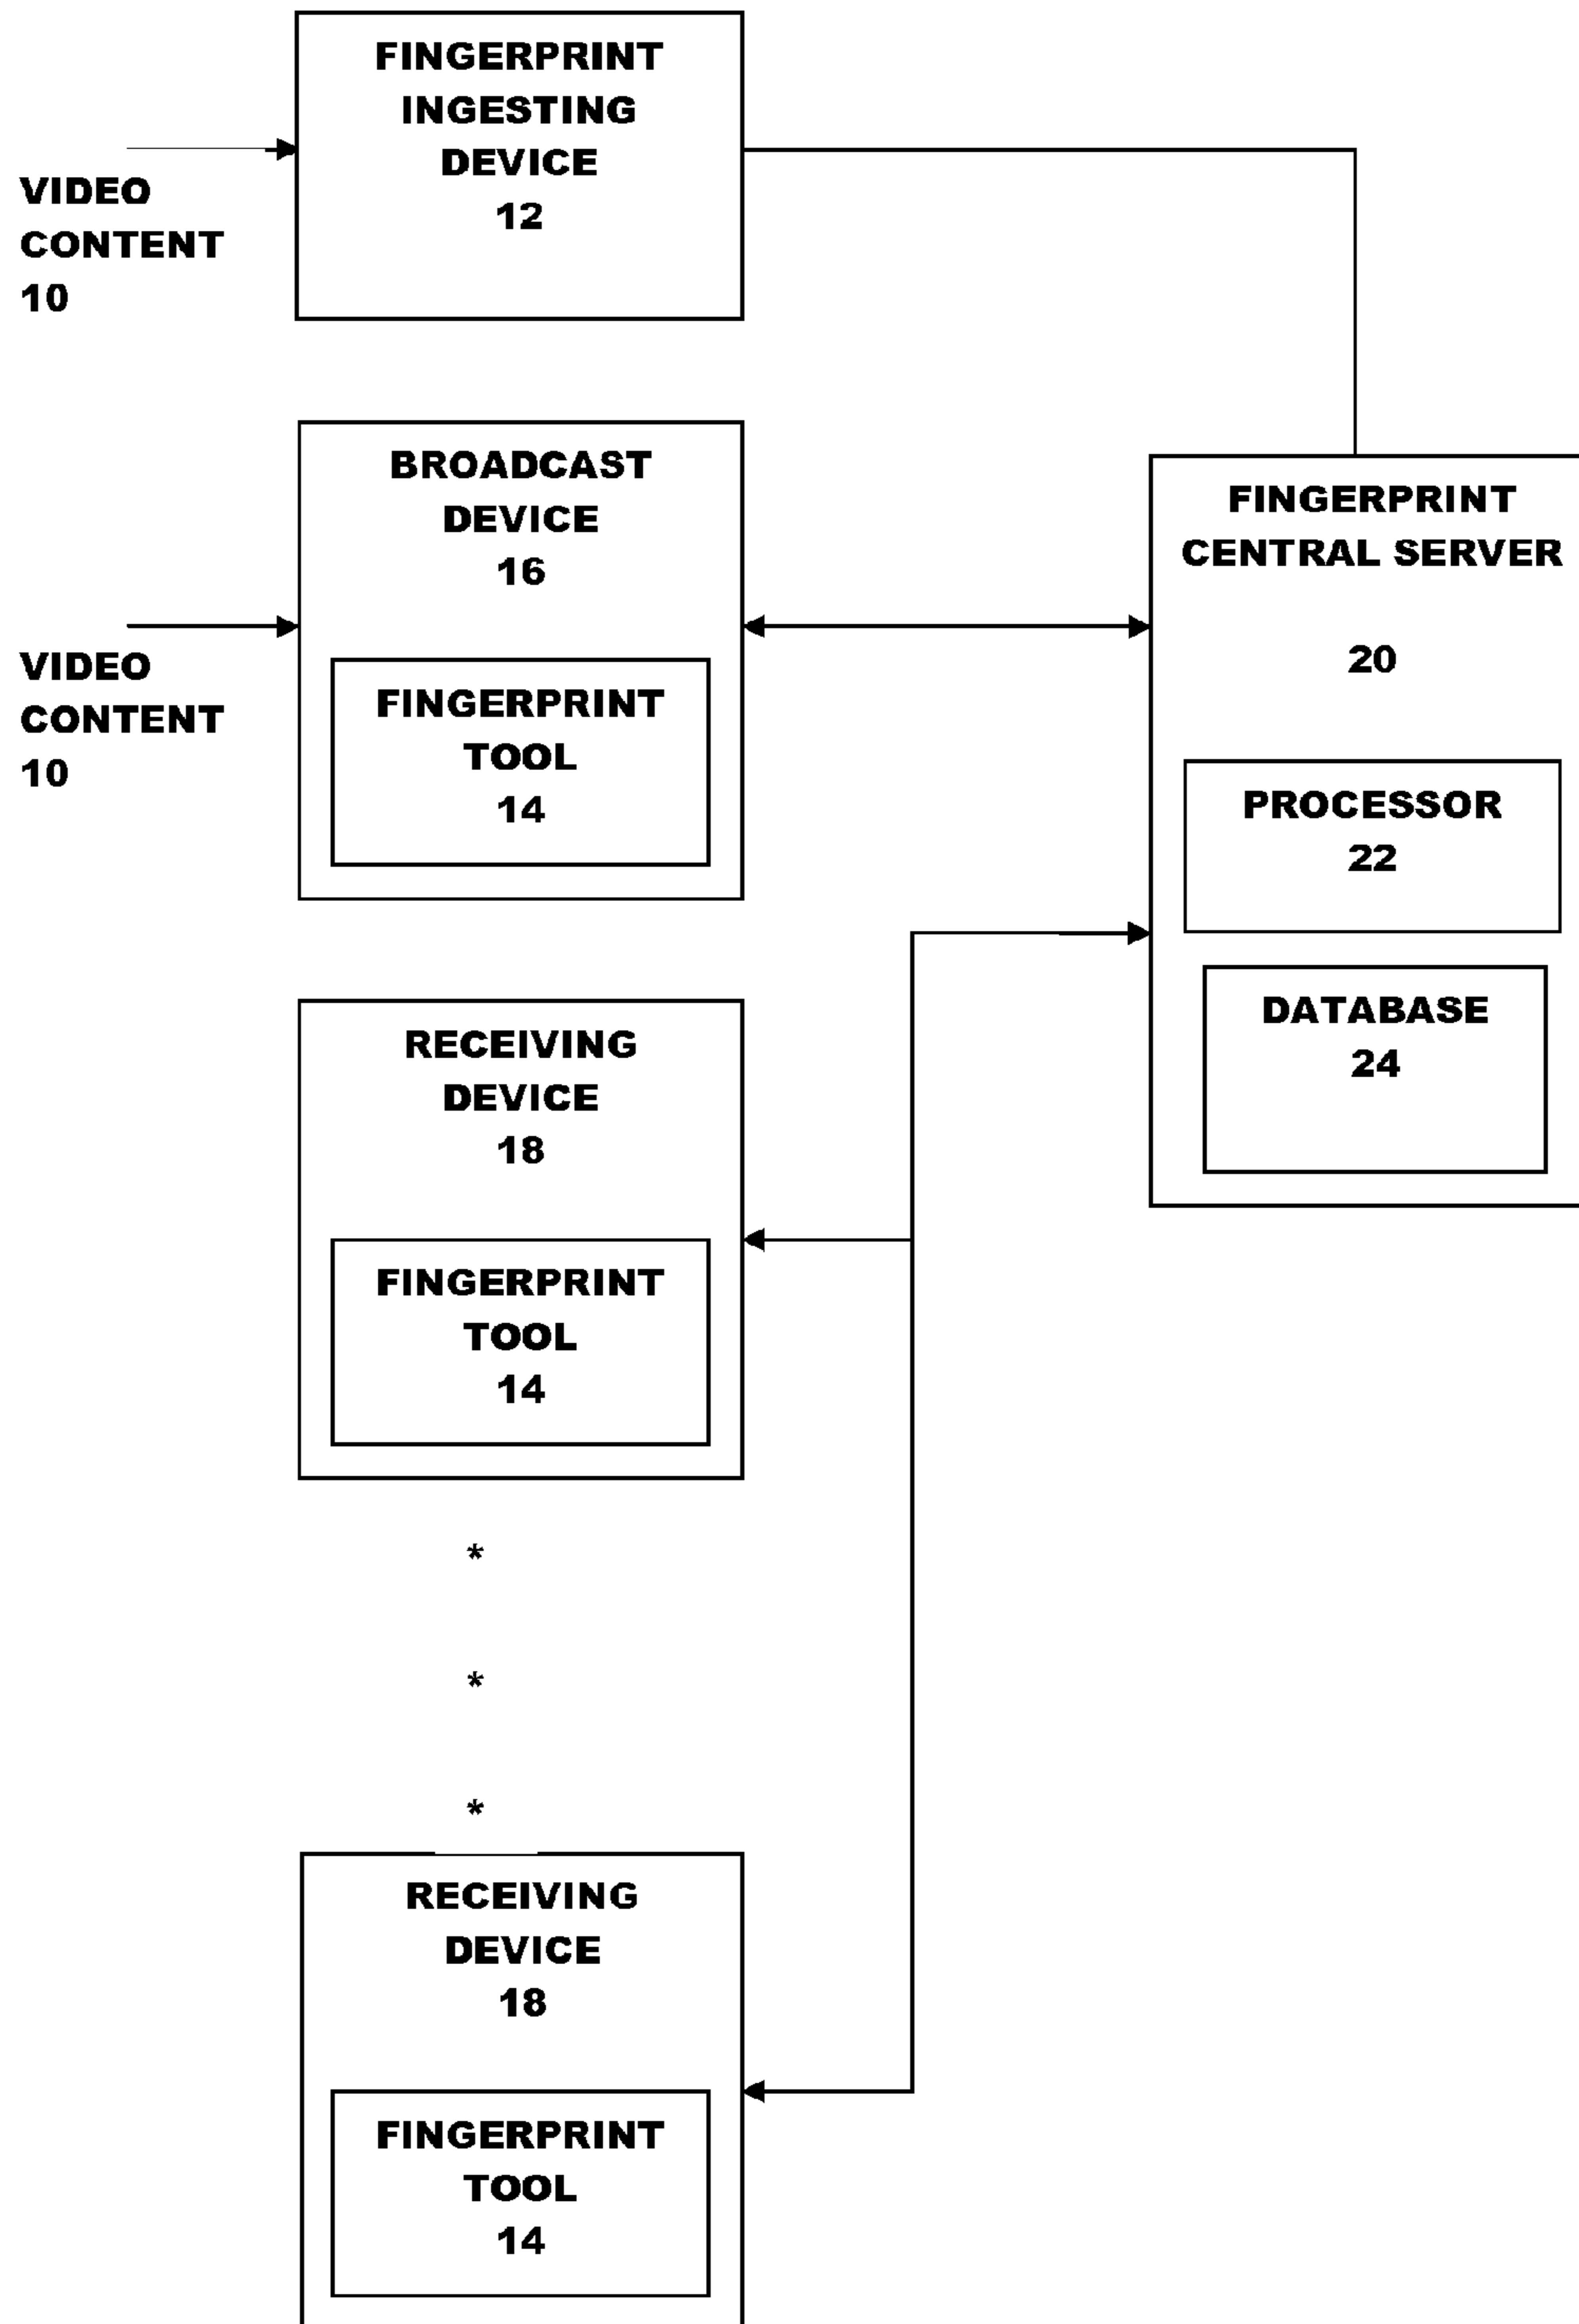 FINGERPRINT
INGESTING
DEVICE
12
VIDEO
CONTENT
10
BROADCAST
DEVICE
16
FINGERPRINT
TOOL
14
VIDEO
CONTENT
10
FINGERPRINT
CENTRAL SERVER
20
PROCESSOR
22
DATABASE
24
RECEIVING
DEVICE
18
FINGERPRINT
TOOL
14
*
*
*
RECEIVING
DEVICE
18
FINGERPRINT
TOOL
14